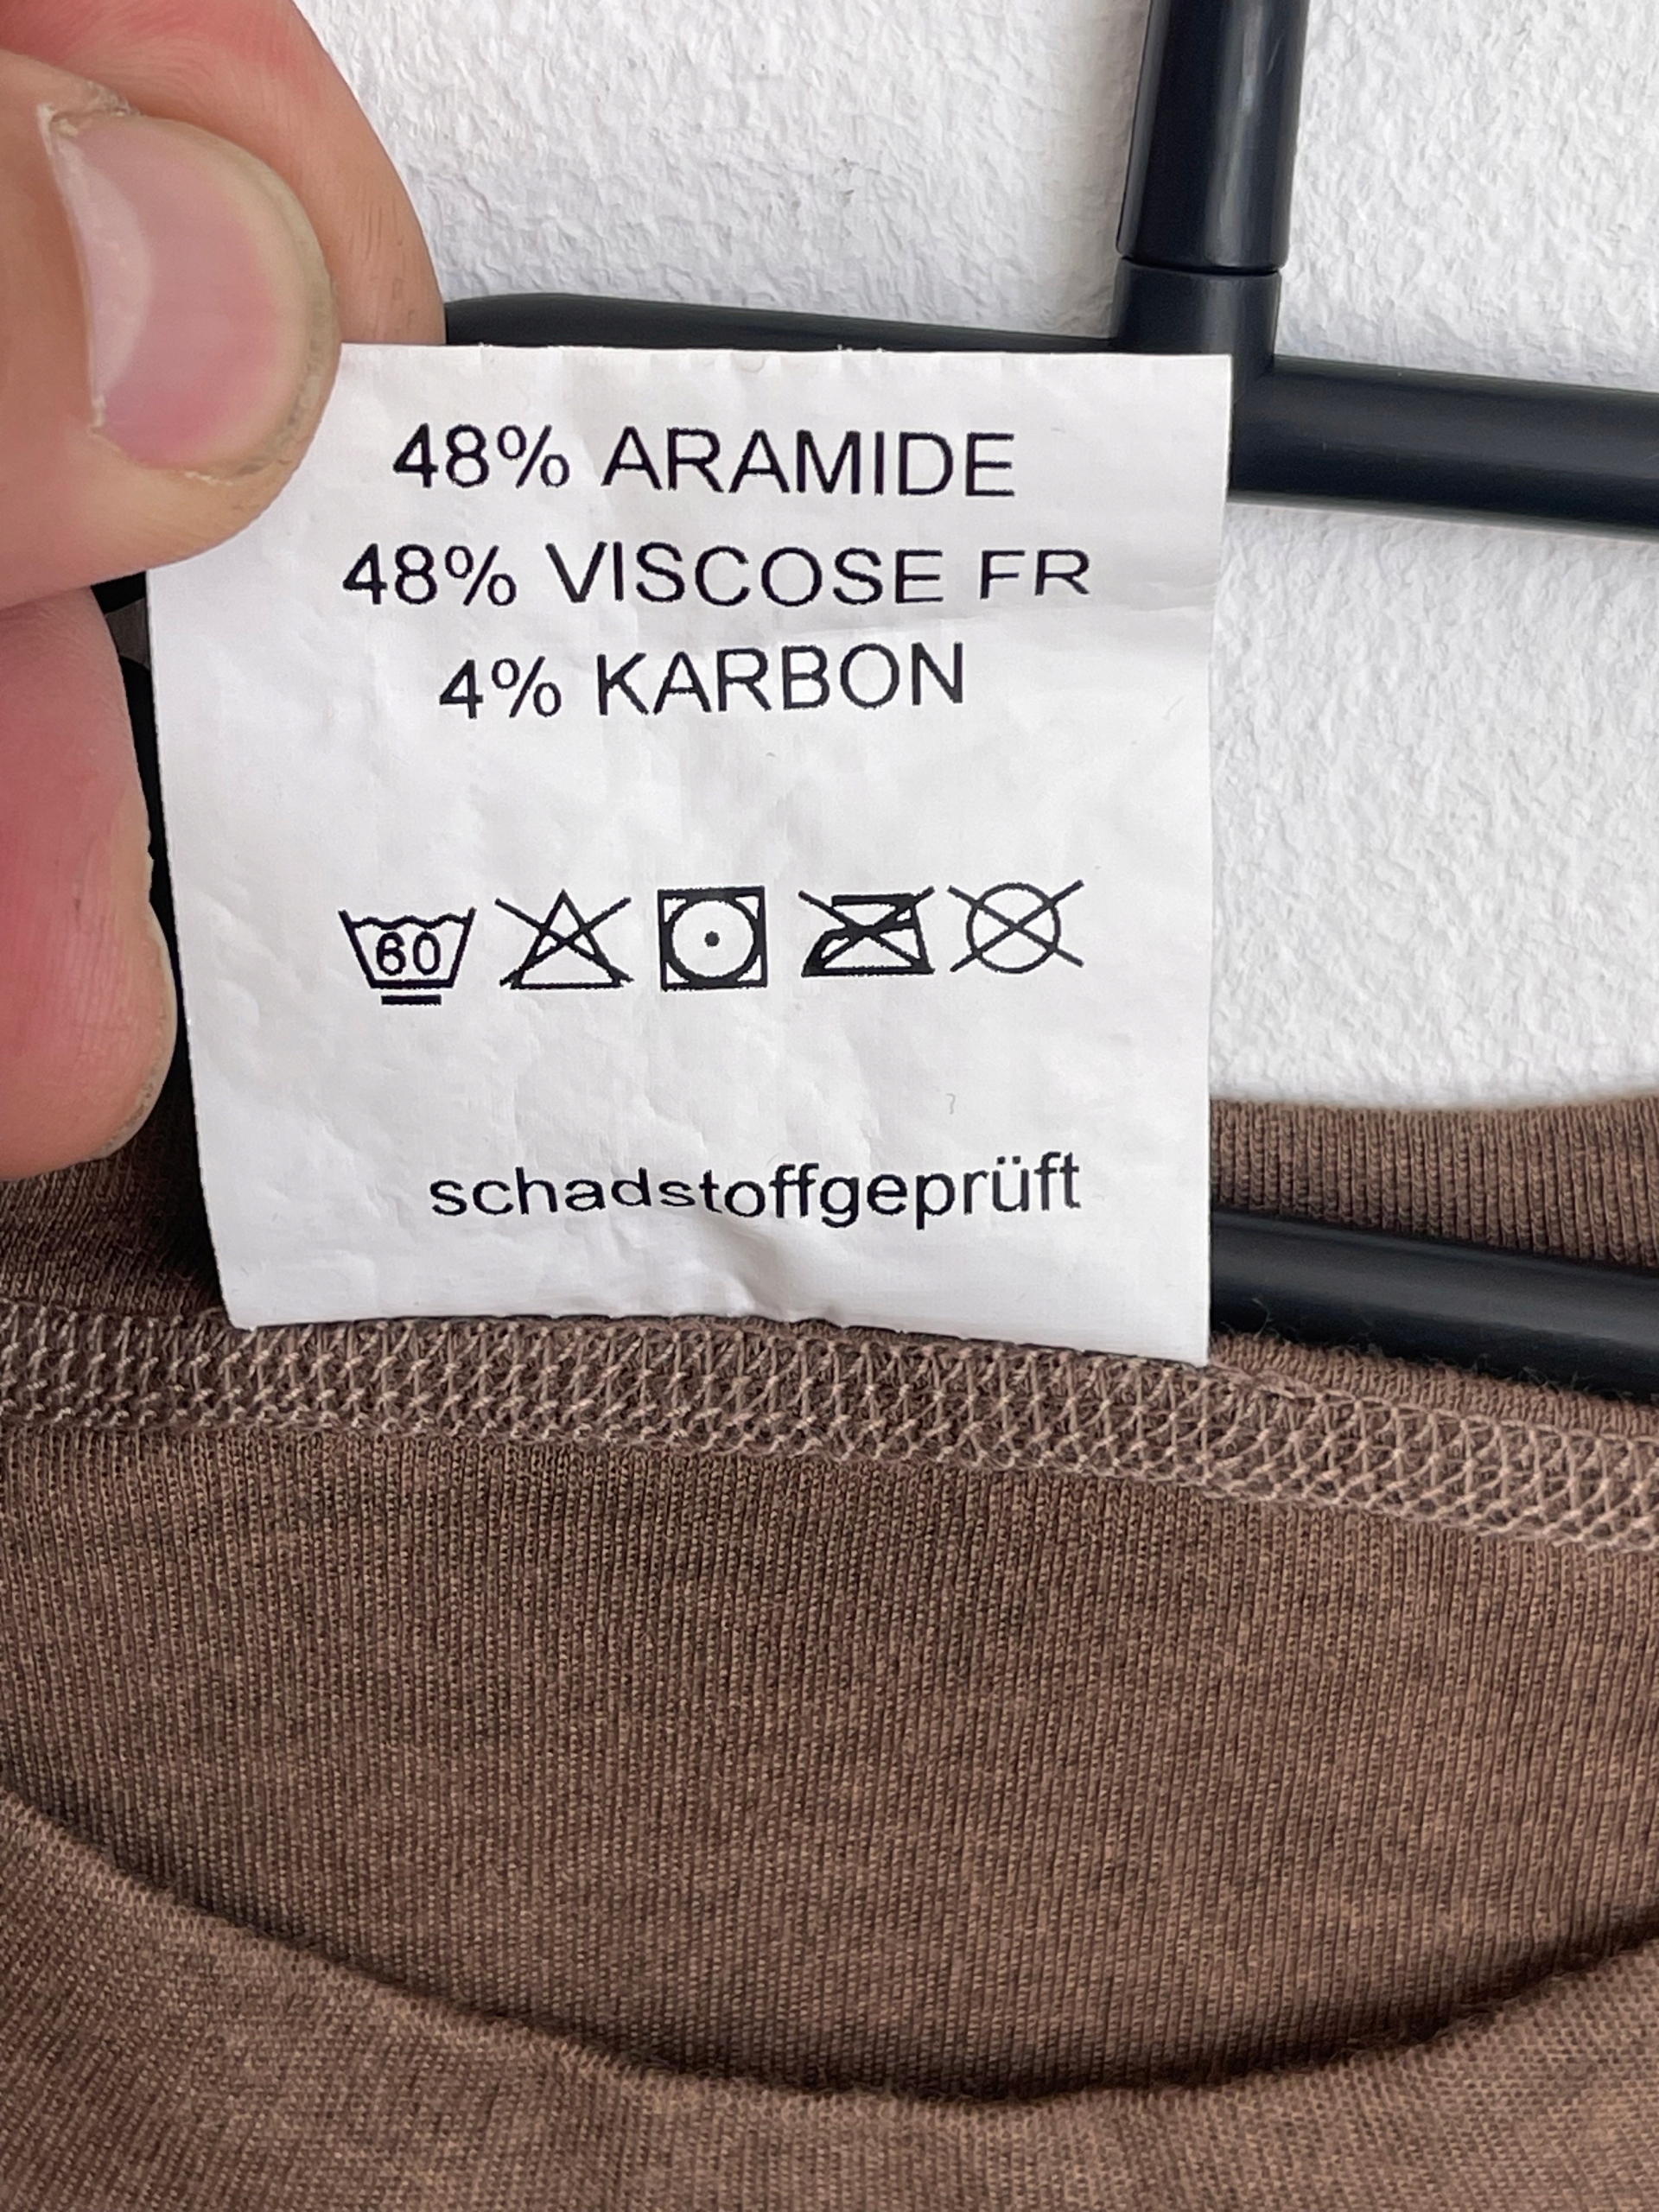 48% ARAMIDE
48% VISCOSE FR
4% KARBON
60
schadstoffgeprüft